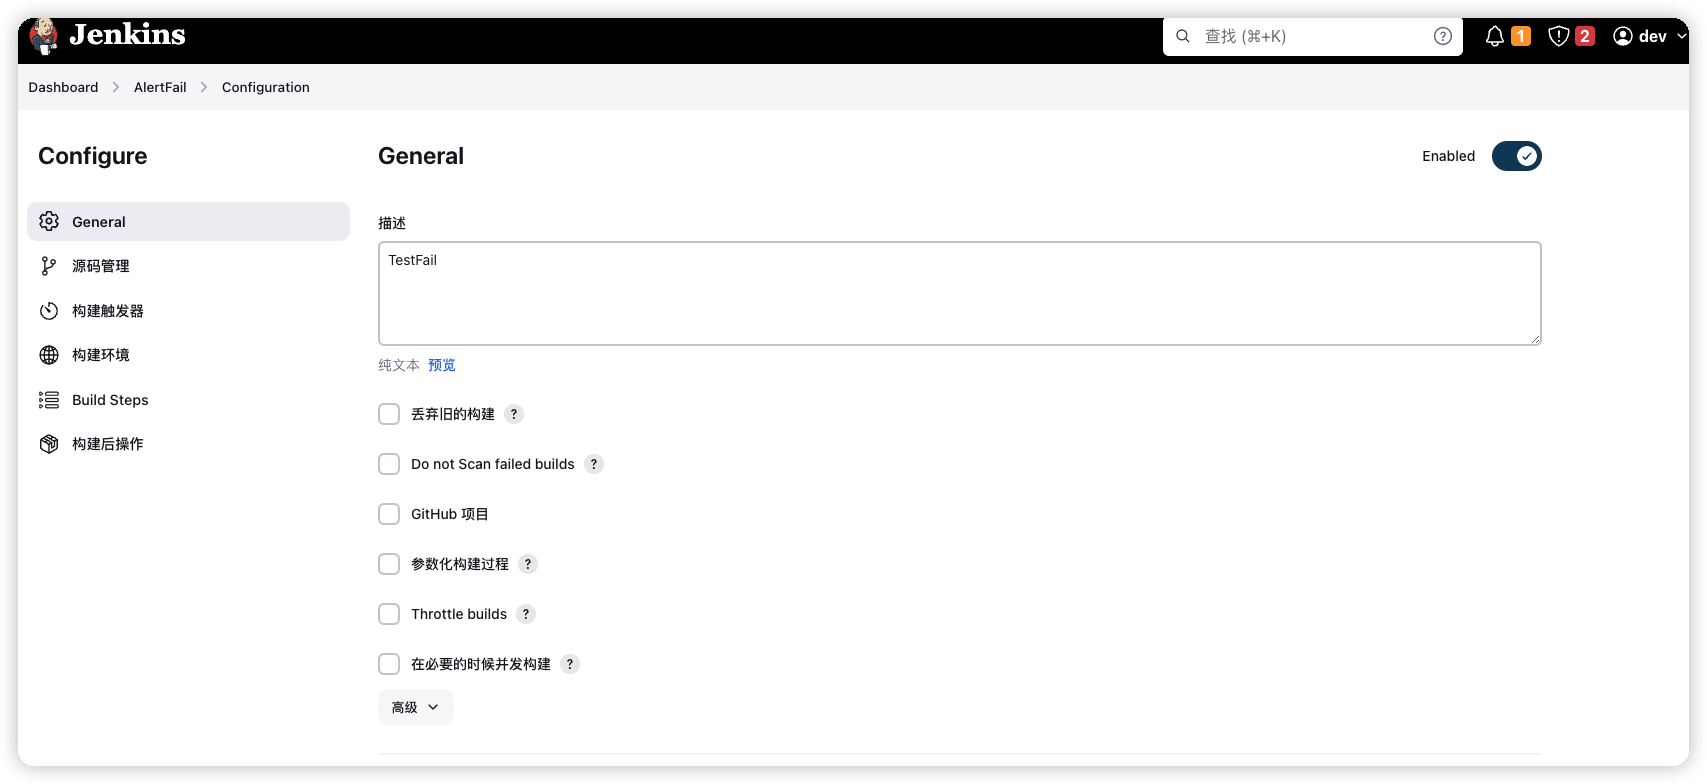 Jenkins
查找 (⌘+K)
?
1
2
dev
Dashboard
AlertFail
Configuration
Configure
General
源码管理
构建触发器
构建环境
Build Steps
构建后操作
General
Enabled
描述
TestFail
纯文本 预览
丢弃旧的构建 ?
Do not Scan failed builds ?
GitHub 项目
参数化构建过程 ?
Throttle builds ?
在必要的时候并发构建 ?
高级